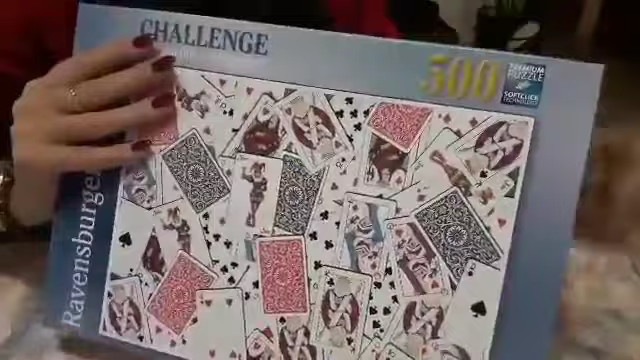 CHALLENGE
500
PREMIUM
PUZZLE
SOFTCLICK
TECHNOLOGY
Ravensburger